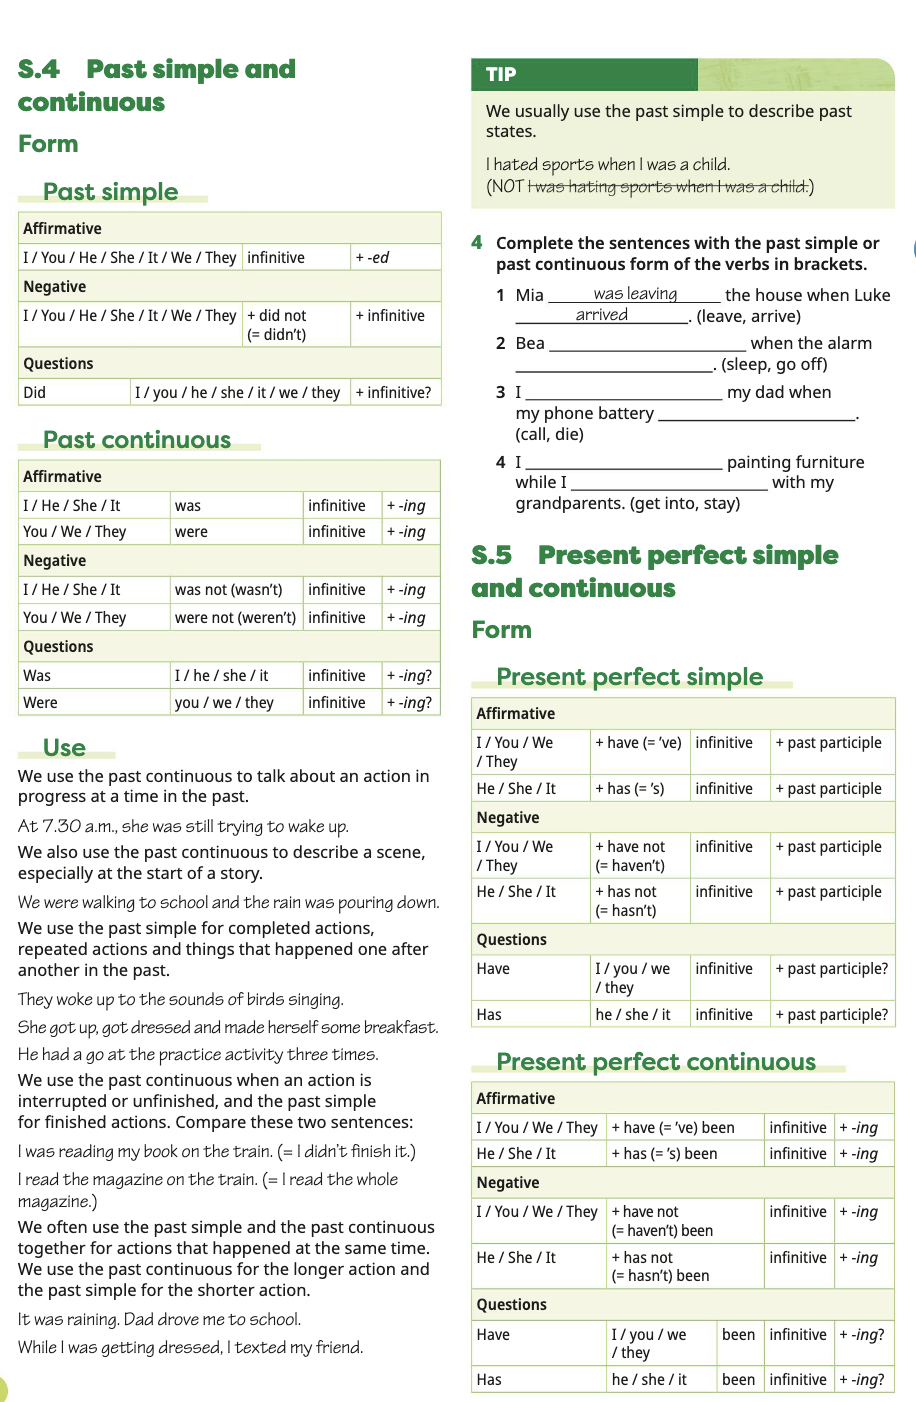 S.4 Past simple and
continuous
Form
Past simple
Affirmative
I / You / He / She / It / We / They infinitive + -ed
Negative
I / You / He / She / It / We / They + did not + infinitive
(= didn't)
Questions
Did I / you / he / she / it / we / they + infinitive?
Past continuous
Affirmative
I / He / She / It was infinitive + -ing
You / We / They were infinitive + -ing
Negative
I / He / She / It was not (wasn't) infinitive + -ing
You / We / They were not (weren't) infinitive + -ing
Questions
Was I / he / she / it infinitive + -ing?
Were you / we / they infinitive + -ing?
Use
We use the past continuous to talk about an action in
progress at a time in the past.
At 7.30 a.m., she was still trying to wake up.
We also use the past continuous to describe a scene,
especially at the start of a story.
We were walking to school and the rain was pouring down.
We use the past simple for completed actions,
repeated actions and things that happened one after
another in the past.
They woke up to the sounds of birds singing.
She got up, got dressed and made herself some breakfast.
He had a go at the practice activity three times.
We use the past continuous when an action is
interrupted or unfinished, and the past simple
for finished actions. Compare these two sentences:
I was reading my book on the train. (= I didn't finish it.)
I read the magazine on the train. (= I read the whole
magazine.)
We often use the past simple and the past continuous
together for actions that happened at the same time.
We use the past continuous for the longer action and
the past simple for the shorter action.
It was raining. Dad drove me to school.
While I was getting dressed, I texted my friend.
TIP
We usually use the past simple to describe past
states.
I hated sports when I was a child.
(NOT I was hating sports when I was a child.)
4 Complete the sentences with the past simple or
past continuous form of the verbs in brackets.
1 Mia was leaving the house when Luke
arrived. (leave, arrive)
2 Bea ____ when the alarm
____. (sleep, go off)
3 I ____ my dad when
my phone battery ____.
(call, die)
4 I ____ painting furniture
while I ____ with my
grandparents. (get into, stay)
S.5 Present perfect simple
and continuous
Form
Present perfect simple
Affirmative
I / You / We + have (= 've) infinitive + past participle
/ They
He / She / It + has (= 's) infinitive + past participle
Negative
I / You / We + have not infinitive + past participle
/ They (= haven't)
He / She / It + has not infinitive + past participle
(= hasn't)
Questions
Have I / you / we infinitive + past participle?
/ they
Has he / she / it infinitive + past participle?
Present perfect continuous
Affirmative
I / You / We / They + have (= 've) been infinitive + -ing
He / She / It + has (= 's) been infinitive + -ing
Negative
I / You / We / They + have not infinitive + -ing
(= haven't) been
He / She / It + has not infinitive + -ing
(= hasn't) been
Questions
Have I / you / we been infinitive + -ing?
/ they
Has he / she / it been infinitive + -ing?